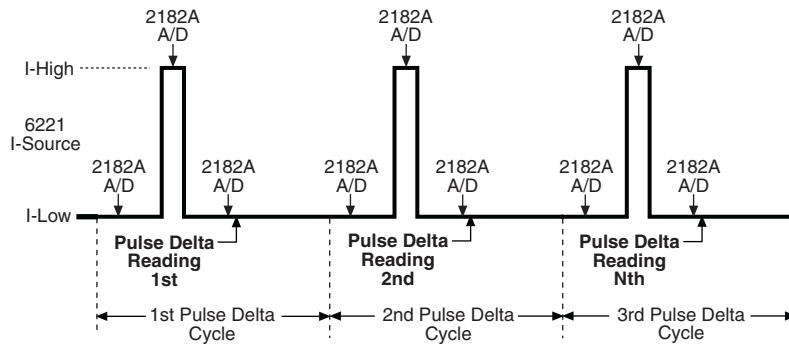 2182A
A/D
2182A
A/D
2182A
A/D
I-High
6221
I-Source
2182A
A/D
2182A
A/D
2182A
A/D
2182A
A/D
2182A
A/D
2182A
A/D
I-Low
Pulse Delta
Reading
1st
Pulse Delta
Reading
2nd
Pulse Delta
Reading
Nth
1st Pulse Delta
Cycle
2nd Pulse Delta
Cycle
3rd Pulse Delta
Cycle